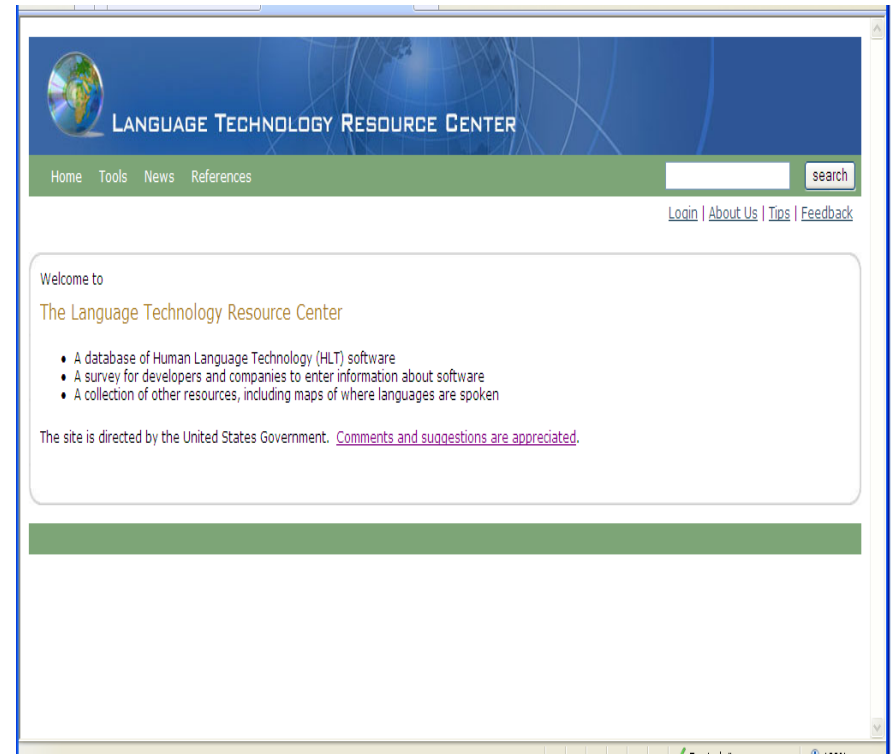 LANGUAGE TECHNOLOGY RESOURCE CENTER
Home Tools News References search
Login | About Us | Tips | Feedback
Welcome to
The Language Technology Resource Center
• A database of Human Language Technology (HLT) software
• A survey for developers and companies to enter information about software
• A collection of other resources, including maps of where languages are spoken
The site is directed by the United States Government. Comments and suggestions are appreciated.